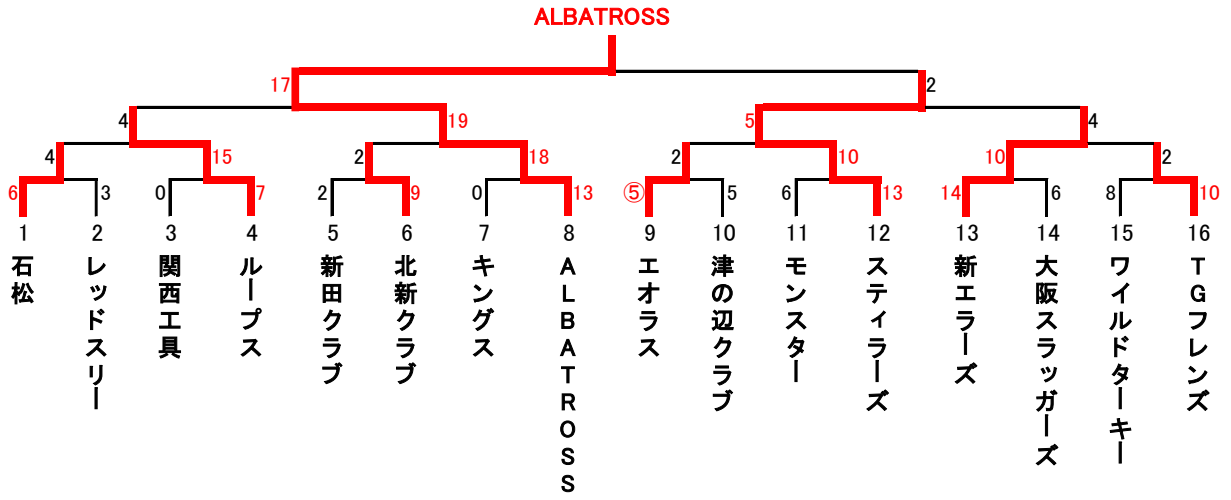 ALBATROSS
17 2
4 19 5 4
4 15 2 18 2 10 10 2
6 3 0 7 2 9 0 13 ⑤ 5 6 13 14 6 8 10
1 2 3 4 5 6 7 8 9 10 11 12 13 14 15 16
石松
レッドスリー
関西工具
ループス
新田クラブ
北新クラブ
キングス
ALBATROSS
エオラス
津の辺クラブ
モンスター
スティラーズ
新エラーズ
大阪スラッガーズ
ワイルドターキー
TGフレンズ